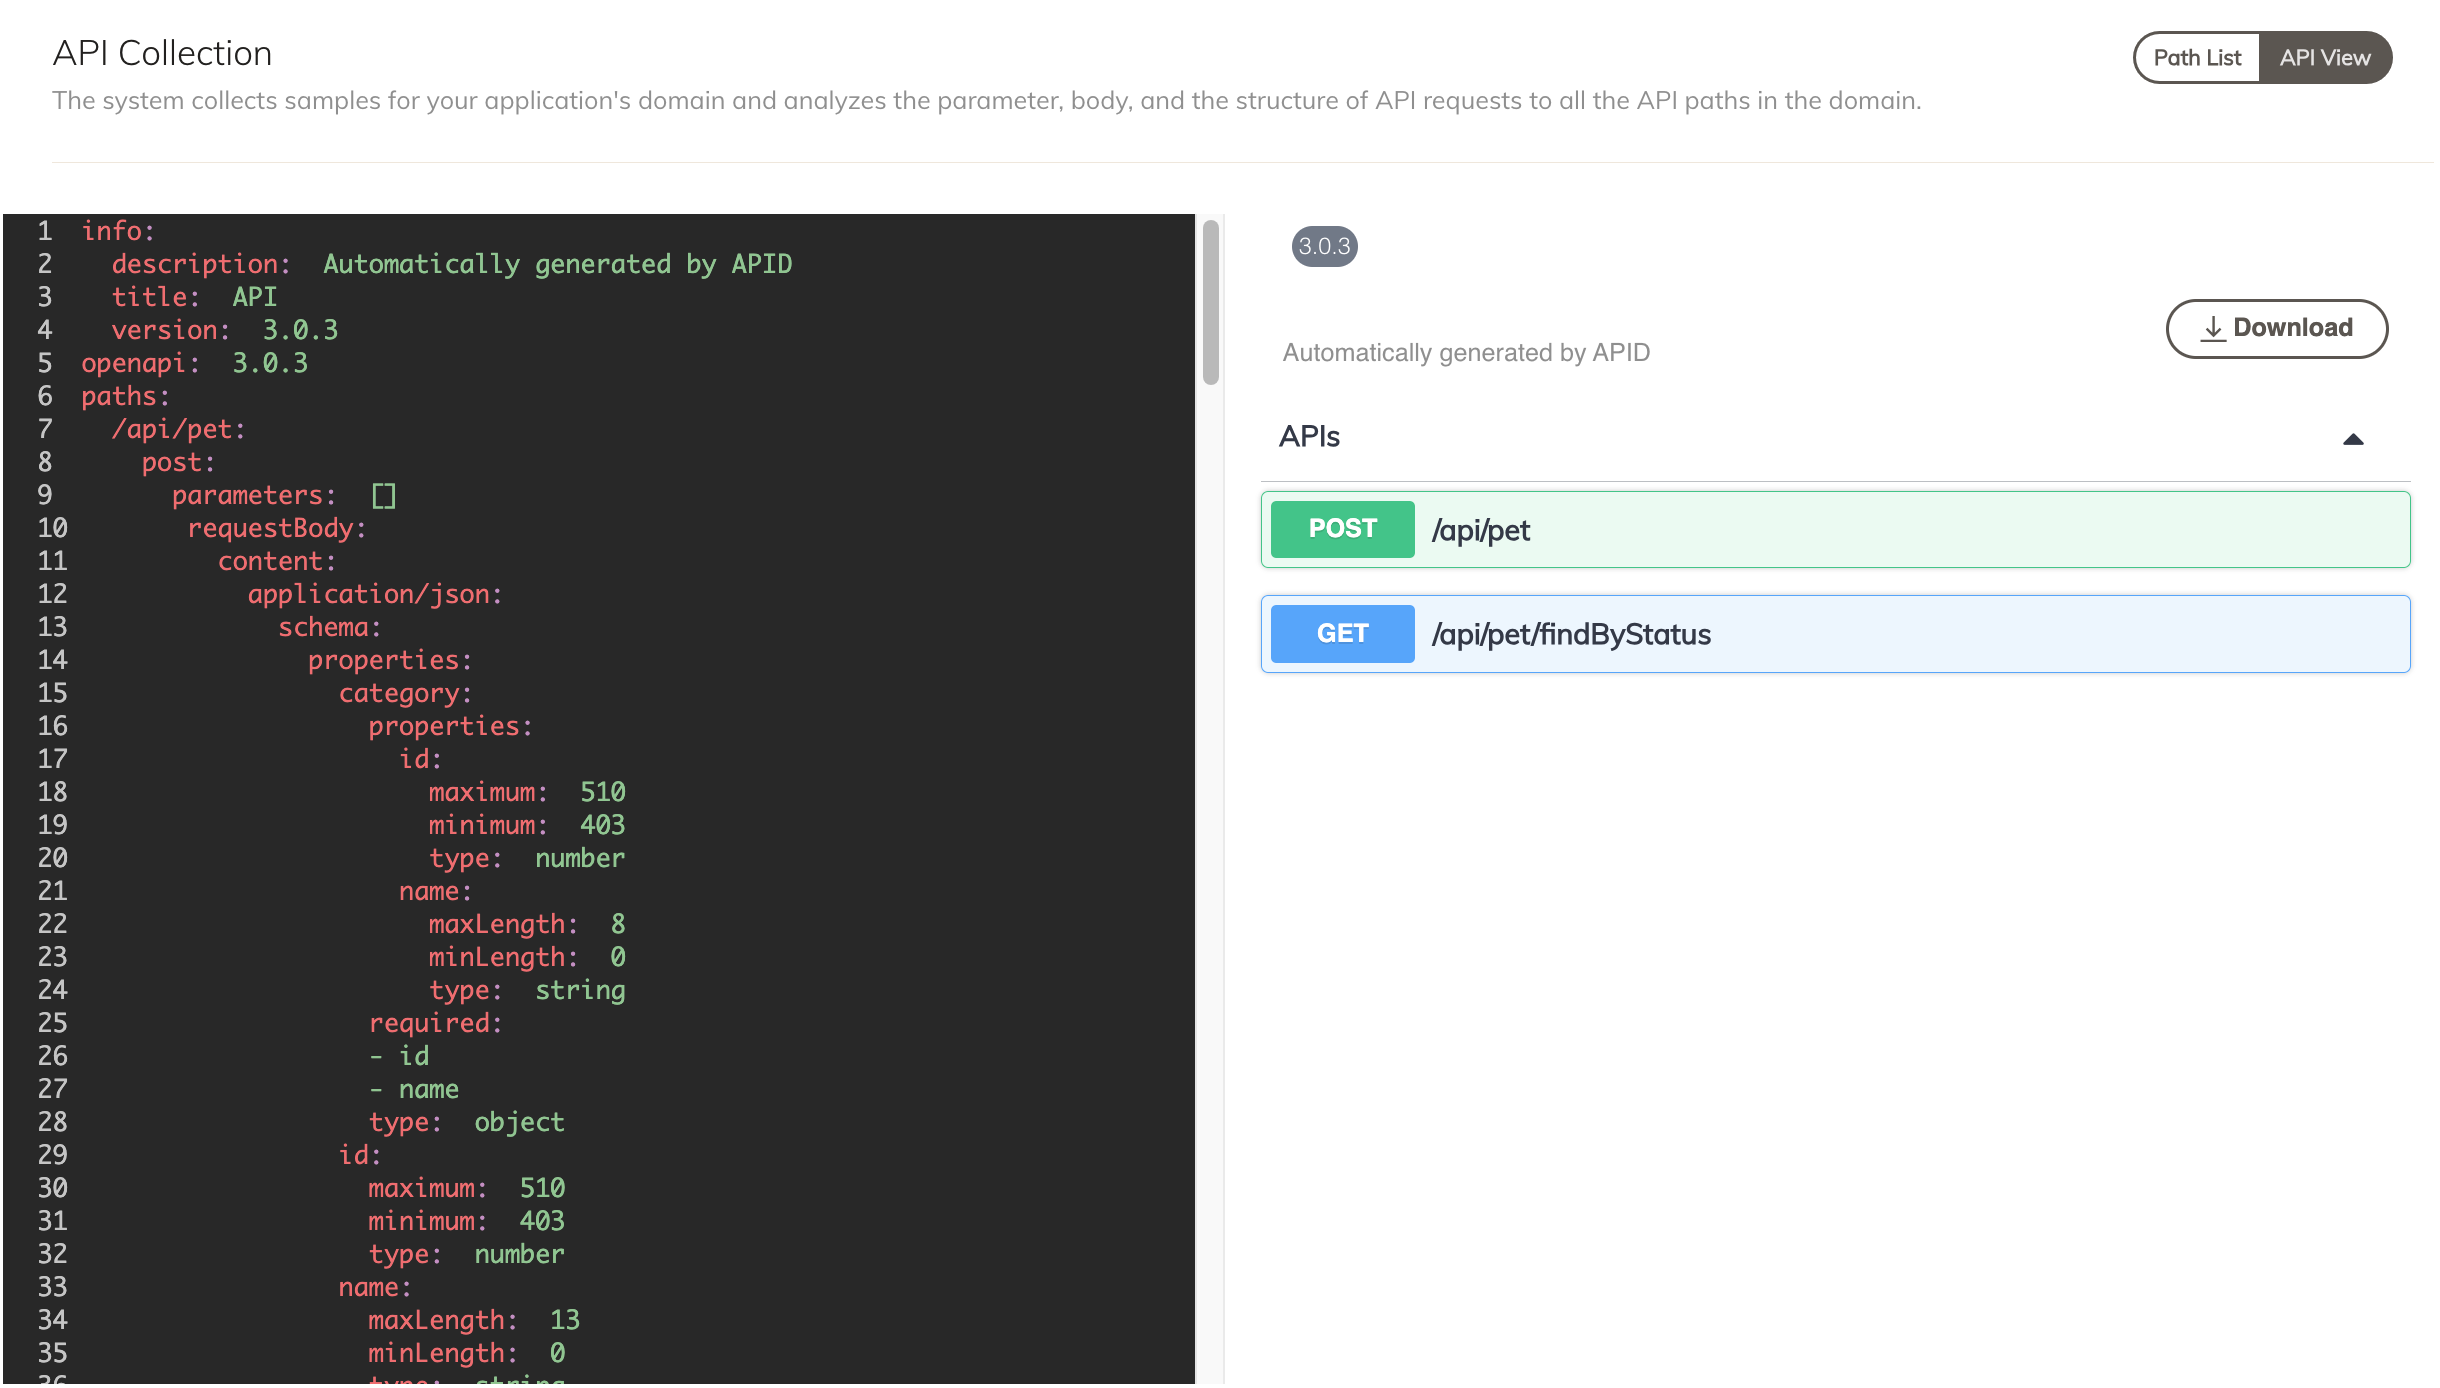 API Collection
Path List
API View
The system collects samples for your application's domain and analyzes the parameter, body, and the structure of API requests to all the API paths in the domain.
1 info:
2 description: Automatically generated by APID
3 title: API
4 version: 3.0.3
5 openapi: 3.0.3
6 paths:
7 /api/pet:
8 post:
9 parameters: []
10 requestBody:
11 content:
12 application/json:
13 schema:
14 properties:
15 category:
16 properties:
17 id:
18 maximum: 510
19 minimum: 403
20 type: number
21 name:
22 maxLength: 8
23 minLength: 0
24 type: string
25 required:
26 - id
27 - name
28 type: object
29 id:
30 maximum: 510
31 minimum: 403
32 type: number
33 name:
34 maxLength: 13
35 minLength: 0
36 type: string
3.0.3
Download
Automatically generated by APID
APIs
POST /api/pet
GET /api/pet/findByStatus